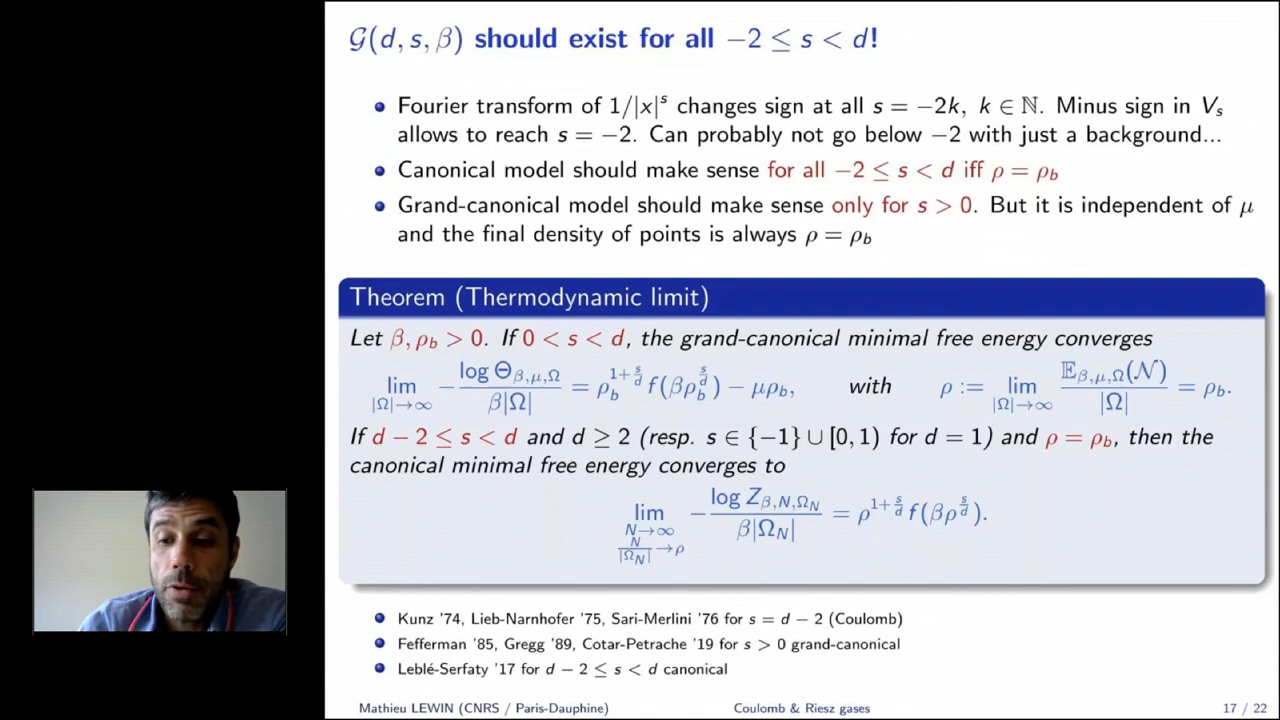 𝒢(d, s, β) should exist for all −2 ≤ s < d!
Fourier transform of 1/|x|^s changes sign at all s = −2k, k ∈ ℕ. Minus sign in V_s
allows to reach s = −2. Can probably not go below −2 with just a background...
Canonical model should make sense for all −2 ≤ s < d iff ρ = ρ_b
Grand-canonical model should make sense only for s > 0. But it is independent of μ
and the final density of points is always ρ = ρ_b
Theorem (Thermodynamic limit)
Let β, ρ_b > 0. If 0 < s < d, the grand-canonical minimal free energy converges
lim_{|Ω|→∞} − log Θ_{β,μ,Ω} / β|Ω| = ρ_b^{1+s/d} f(βρ_b^{s/d}) − μρ_b, with ρ := lim_{|Ω|→∞} 𝔼_{β,μ,Ω}(𝒩) / |Ω| = ρ_b.
If d − 2 ≤ s < d and d ≥ 2 (resp. s ∈ {−1} ∪ [0, 1) for d = 1) and ρ = ρ_b, then the
canonical minimal free energy converges to
lim_{N→∞, N/|Ω_N|→ρ} − log Z_{β,N,Ω_N} / β|Ω_N| = ρ^{1+s/d} f(βρ^{s/d}).
Kunz '74, Lieb-Narnhofer '75, Sari-Merlini '76 for s = d − 2 (Coulomb)
Fefferman '85, Gregg '89, Cotar-Petrache '19 for s > 0 grand-canonical
Leblé-Serfaty '17 for d − 2 ≤ s < d canonical
Mathieu LEWIN (CNRS / Paris-Dauphine) Coulomb & Riesz gases 17 / 22